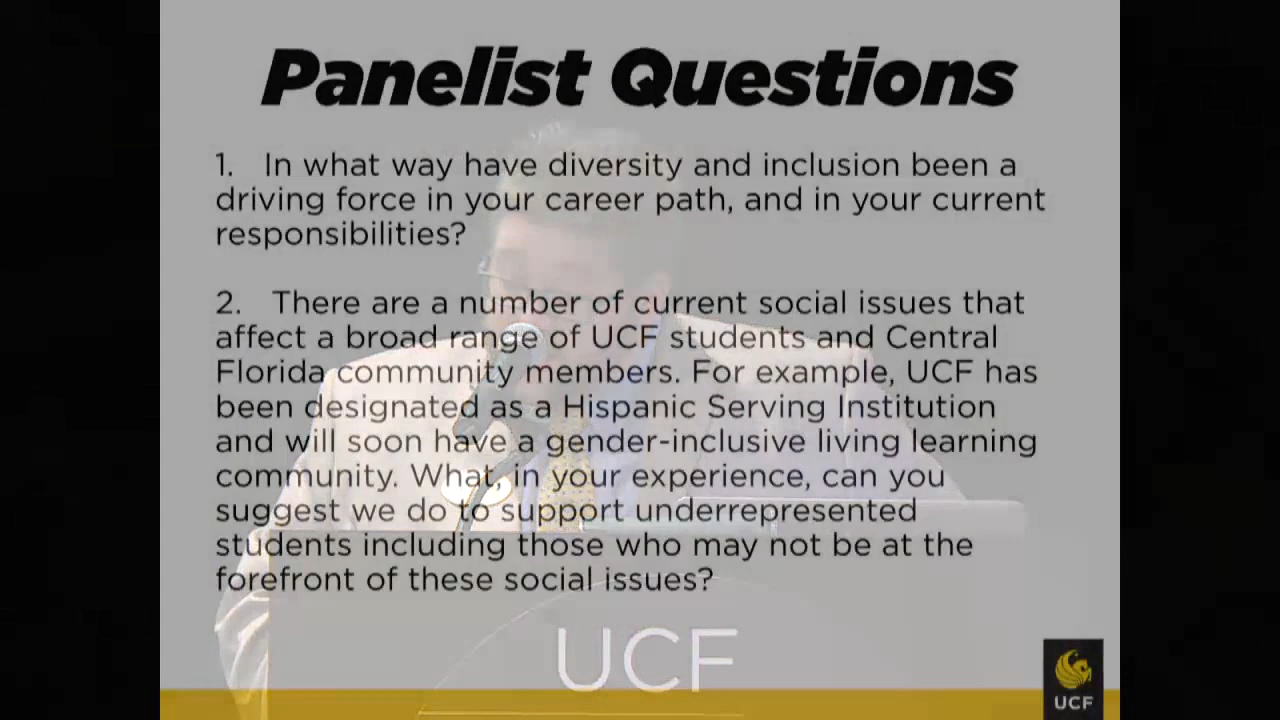 Panelist Questions
1. In what way have diversity and inclusion been a
driving force in your career path, and in your current
responsibilities?
2. There are a number of current social issues that
affect a broad range of UCF students and Central
Florida community members. For example, UCF has
been designated as a Hispanic Serving Institution
and will soon have a gender-inclusive living learning
community. What, in your experience, can you
suggest we do to support underrepresented
students including those who may not be at the
forefront of these social issues?
UCF
UCF